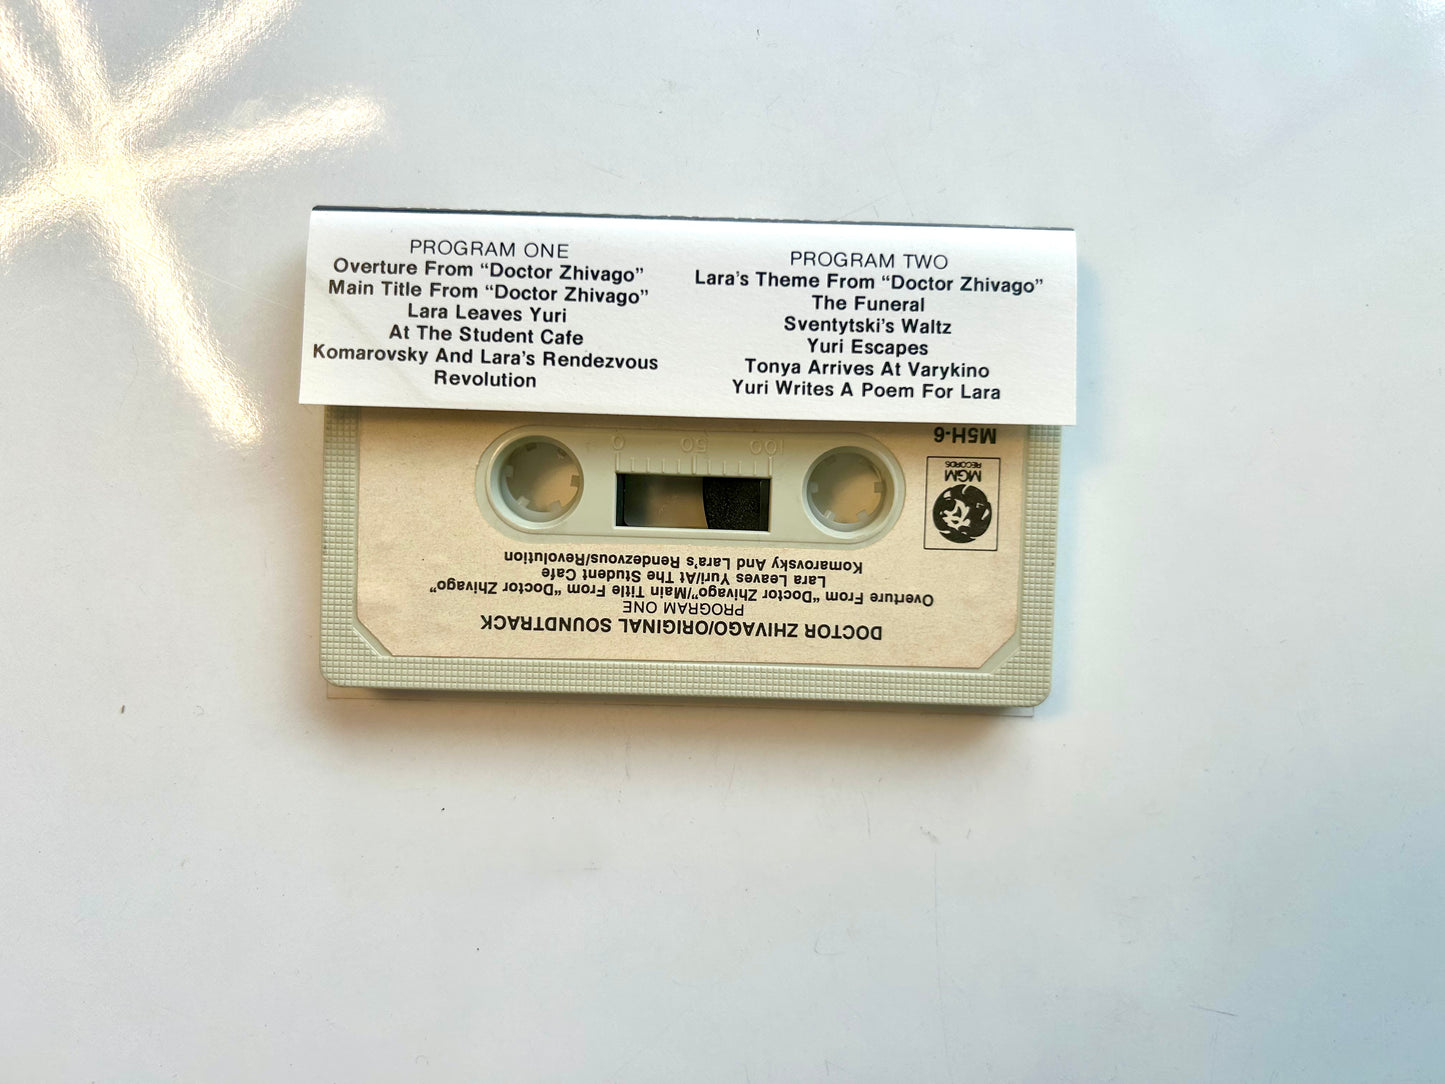 PROGRAM ONE
Overture From “Doctor Zhivago”
Main Title From “Doctor Zhivago”
Lara Leaves Yuri
At The Student Cafe
Komarovsky And Lara’s Rendezvous
Revolution
PROGRAM TWO
Lara’s Theme From “Doctor Zhivago”
The Funeral
Sventytski’s Waltz
Yuri Escapes
Tonya Arrives At Varykino
Yuri Writes A Poem For Lara
DOCTOR ZHIVAGO/ORIGINAL SOUNDTRACK
PROGRAM ONE
Overture From “Doctor Zhivago”/Main Title From “Doctor Zhivago”
Lara Leaves Yuri/At The Student Cafe
Komarovsky And Lara’s Rendezvous/Revolution
MGM
RECORDS
M5H-6
0 50 100